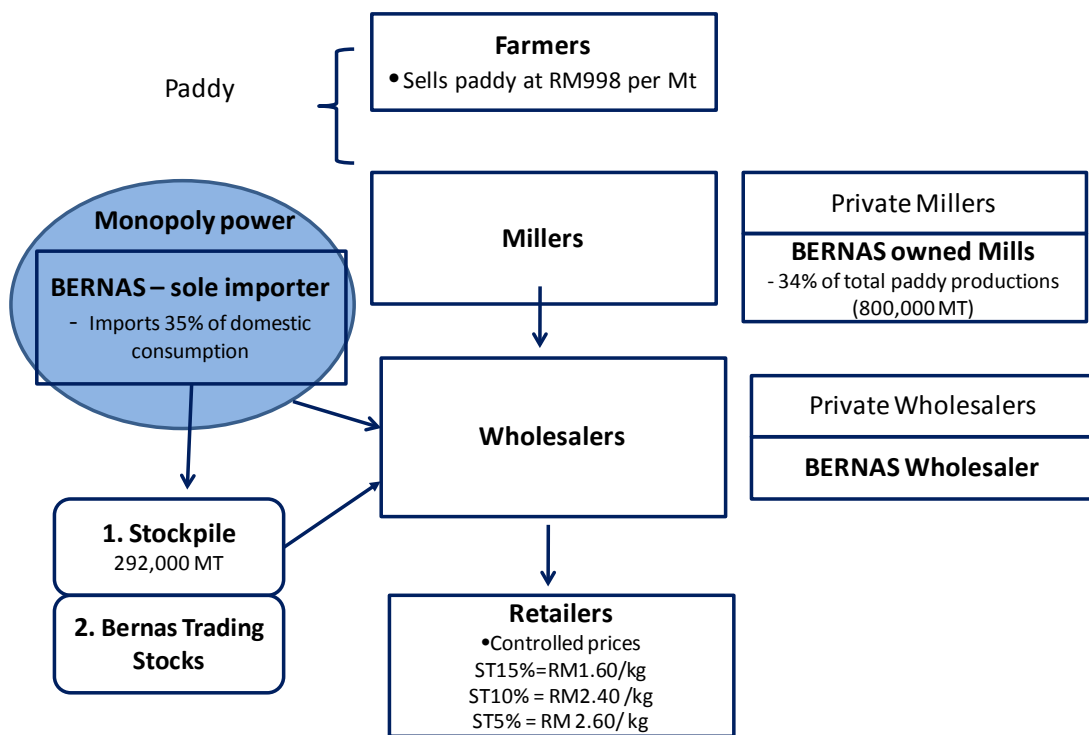 Farmers
•Sells paddy at RM998 per Mt
Paddy
Monopoly power
BERNAS – sole importer
- Imports 35% of domestic
consumption
Millers
Private Millers
BERNAS owned Mills
- 34% of total paddy productions
(800,000 MT)
Wholesalers
Private Wholesalers
BERNAS Wholesaler
1. Stockpile
292,000 MT
2. Bernas Trading
Stocks
Retailers
•Controlled prices
ST15%=RM1.60/kg
ST10% = RM2.40 /kg
ST5% = RM 2.60/ kg